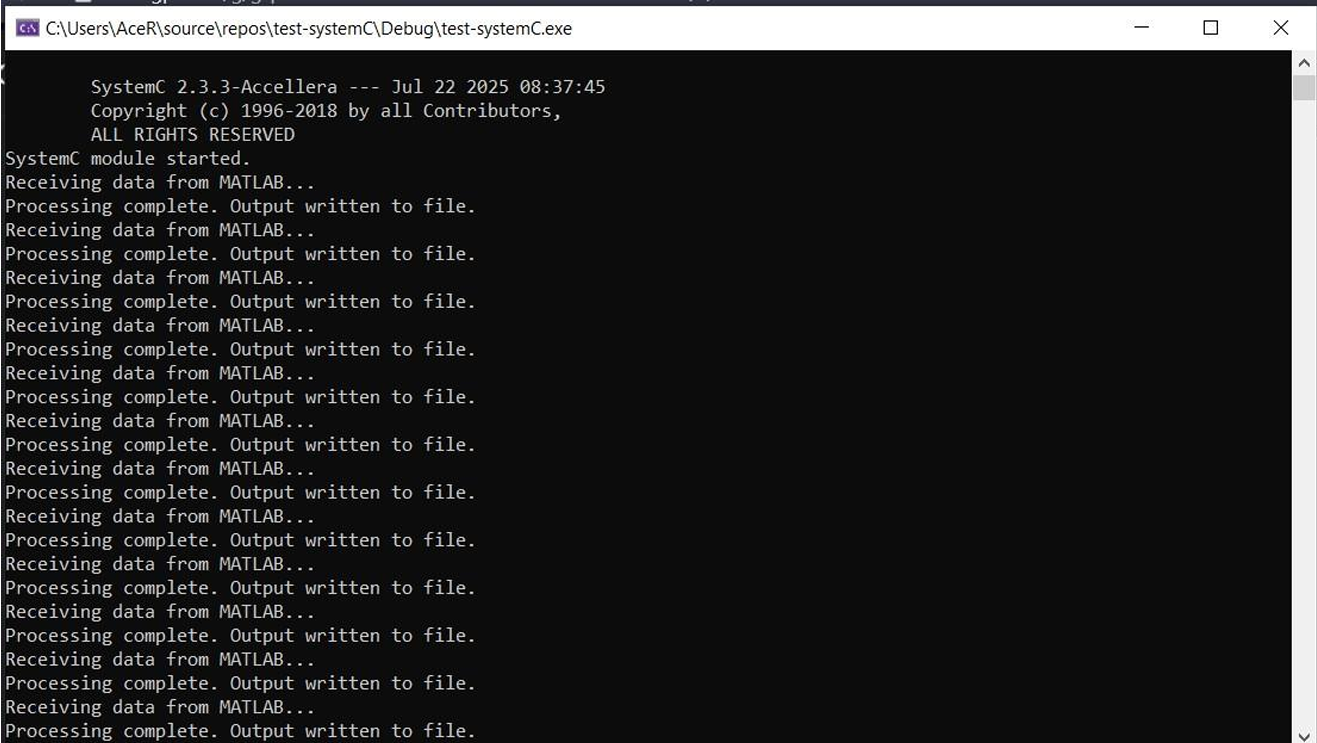 C:\Users\AceR\source\repos\test-systemC\Debug\test-systemC.exe
SystemC 2.3.3-Accellera --- Jul 22 2025 08:37:45
Copyright (c) 1996-2018 by all Contributors,
ALL RIGHTS RESERVED
SystemC module started.
Receiving data from MATLAB...
Processing complete. Output written to file.
Receiving data from MATLAB...
Processing complete. Output written to file.
Receiving data from MATLAB...
Processing complete. Output written to file.
Receiving data from MATLAB...
Processing complete. Output written to file.
Receiving data from MATLAB...
Processing complete. Output written to file.
Receiving data from MATLAB...
Processing complete. Output written to file.
Receiving data from MATLAB...
Processing complete. Output written to file.
Receiving data from MATLAB...
Processing complete. Output written to file.
Receiving data from MATLAB...
Processing complete. Output written to file.
Receiving data from MATLAB...
Processing complete. Output written to file.
Receiving data from MATLAB...
Processing complete. Output written to file.
Receiving data from MATLAB...
Processing complete. Output written to file.